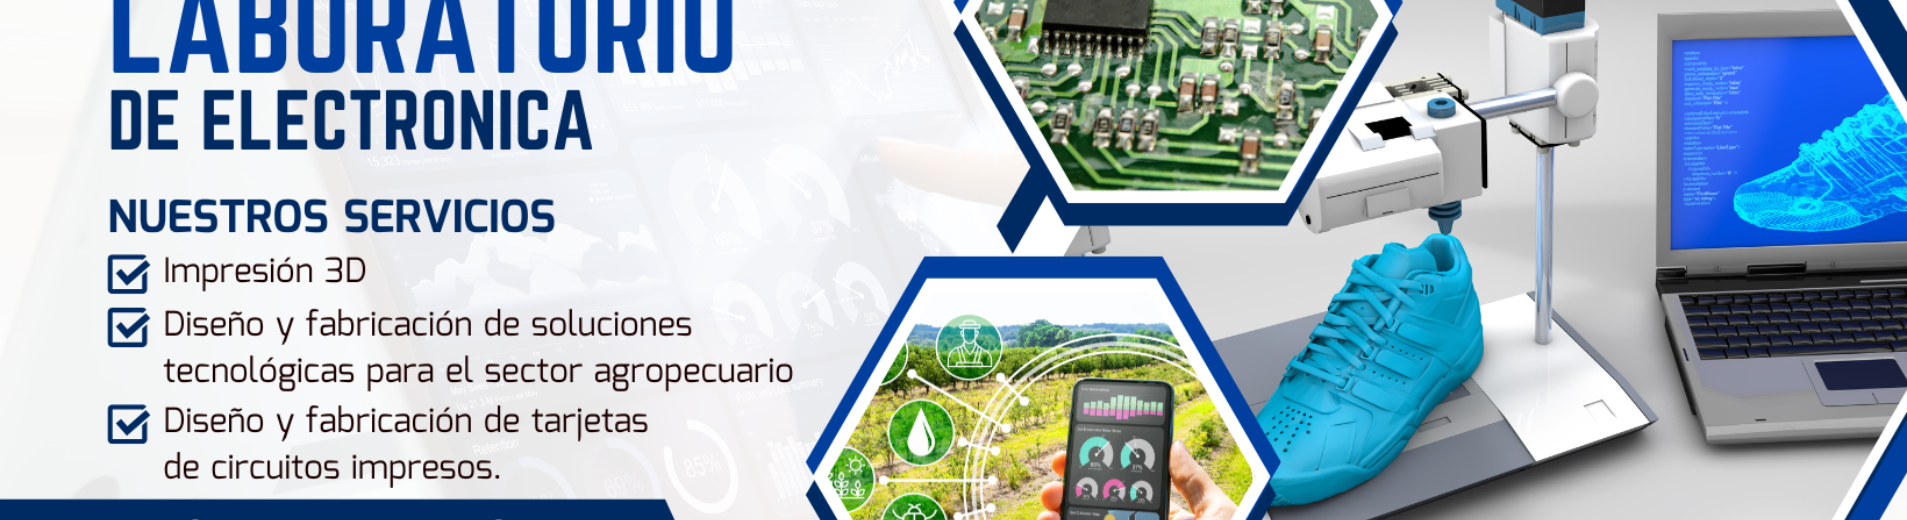 LABORATORIO
DE ELECTRONICA
NUESTROS SERVICIOS
Impresión 3D
Diseño y fabricación de soluciones
tecnológicas para el sector agropecuario
Diseño y fabricación de tarjetas
de circuitos impresos.